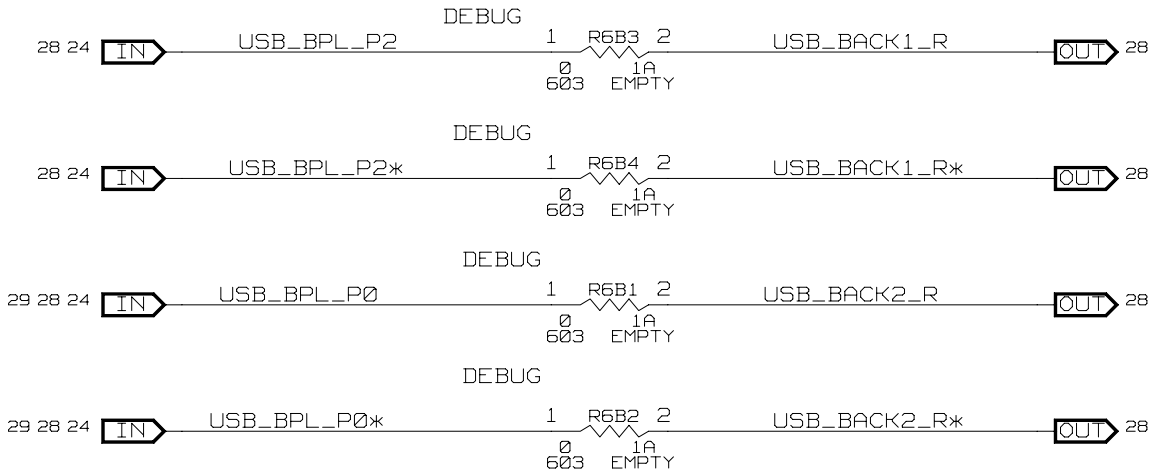 DEBUG
28 24 IN USB_BPL_P2 1 R6B3 2 USB_BACK1_R OUT 28
0 1A
603 EMPTY
DEBUG
28 24 IN USB_BPL_P2* 1 R6B4 2 USB_BACK1_R* OUT 28
0 1A
603 EMPTY
DEBUG
29 28 24 IN USB_BPL_P0 1 R6B1 2 USB_BACK2_R OUT 28
0 1A
603 EMPTY
DEBUG
29 28 24 IN USB_BPL_P0* 1 R6B2 2 USB_BACK2_R* OUT 28
0 1A
603 EMPTY